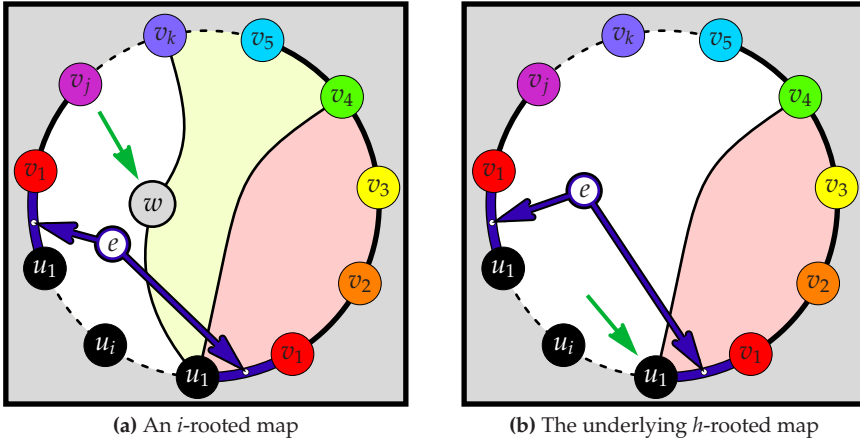 v_k v_5 v_k v_5
v_j v_4 v_j v_4
v_1 w v_3 v_1 e v_3
e
u_1 v_2 u_1 v_2
u_i v_1 u_i v_1
u_1 u_1
(a) An i-rooted map (b) The underlying h-rooted map